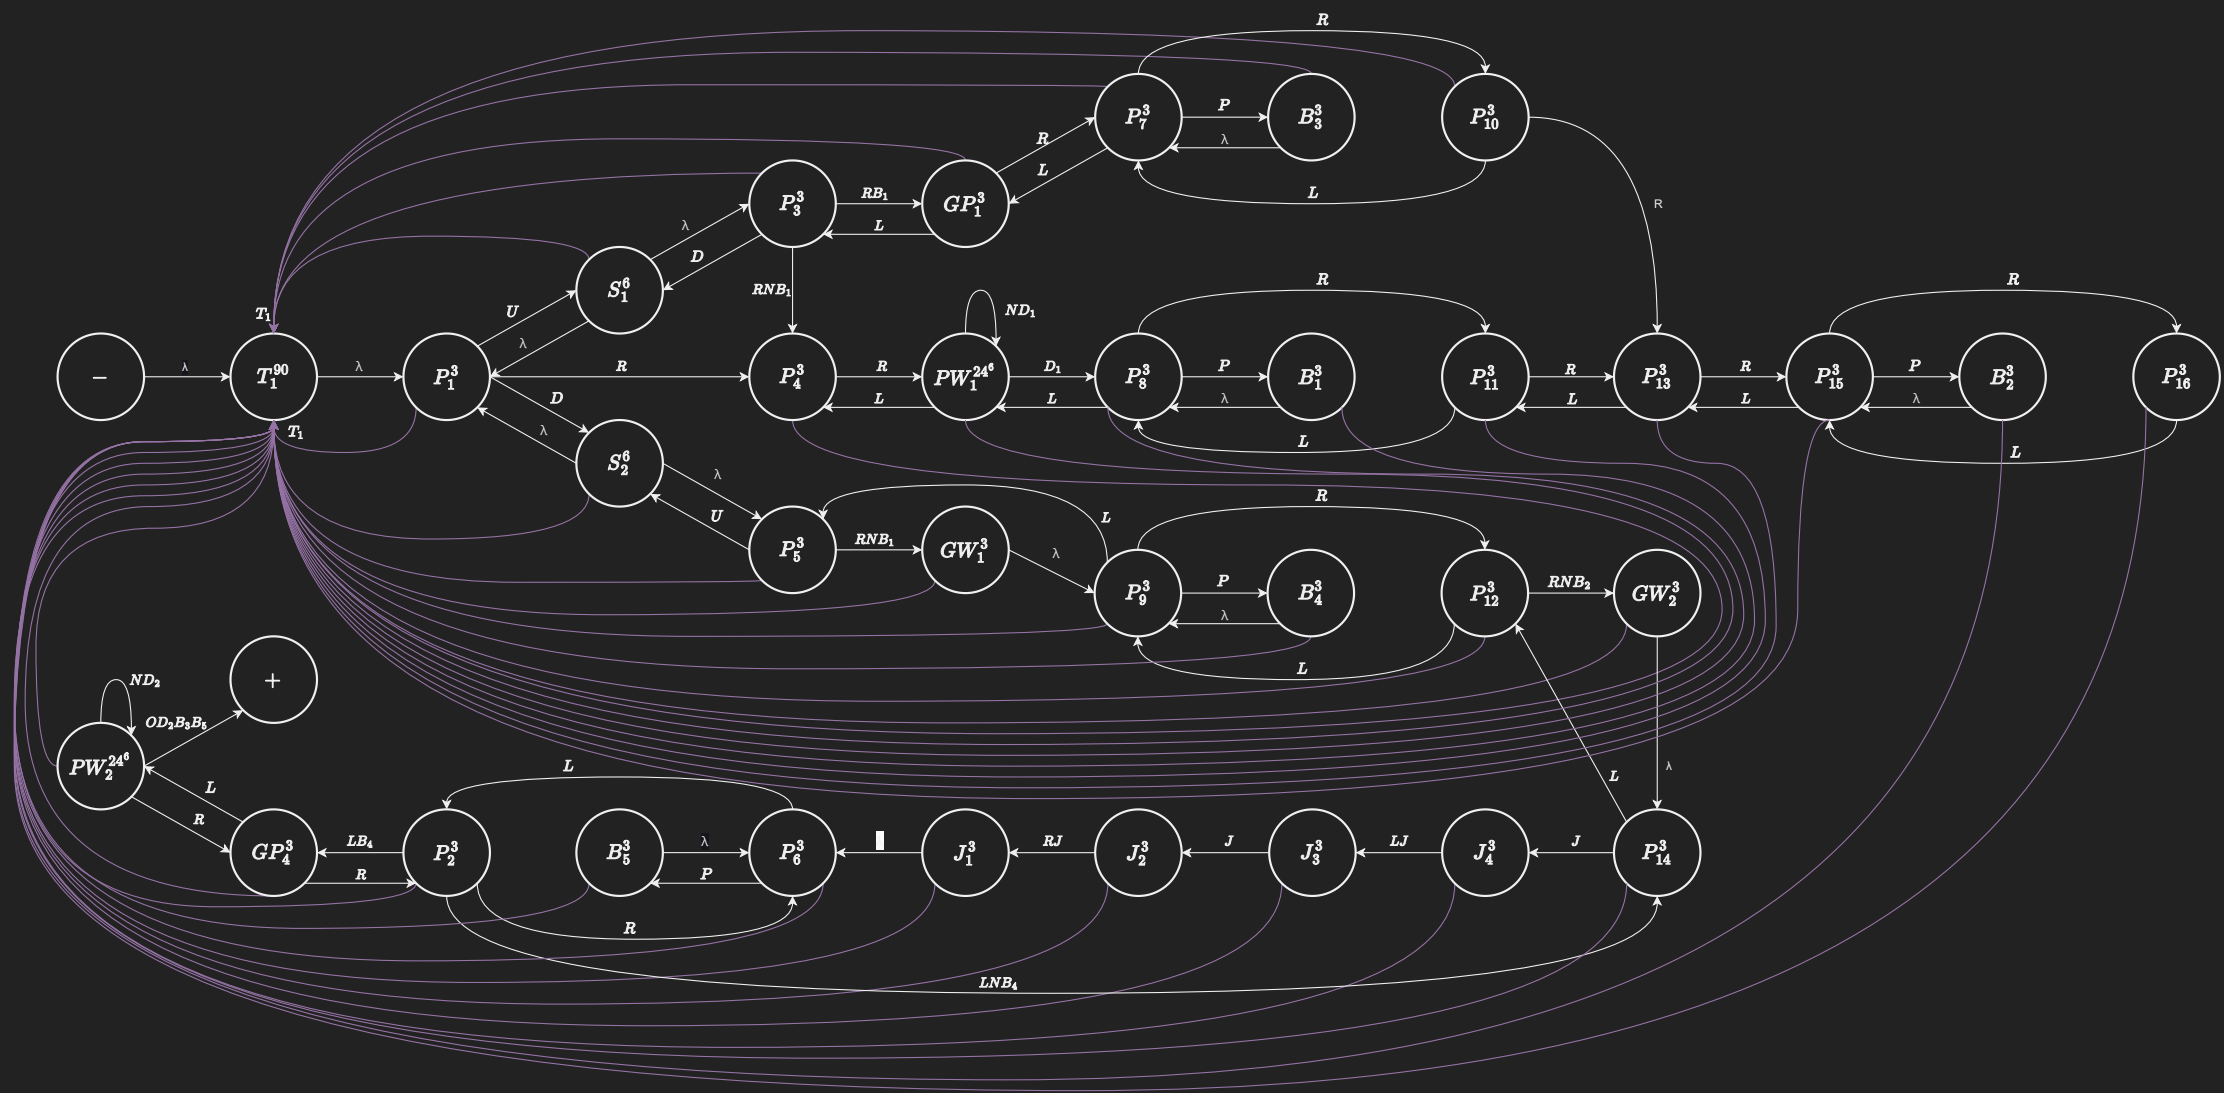 R
P₇³ P B₃³ P₁₀³
λ
R
L
L
P₃³ RB₁ GP₁³ R
L
λ
D
S₁⁶ RNB₁ R R
U ND₁
T₁
λ
− λ T₁⁹⁰ λ P₁³ R P₄³ R PW₁²⁴⁶ D₁ P₈³ P B₁³ P₁₁³ R P₁₃³ R P₁₅³ P B₂³ P₁₆³
L L λ L L λ
D
T₁ λ L L
S₂⁶ λ
R
U L
P₅³ RNB₁ GW₁³ λ
P₉³ P B₄³ P₁₂³ RNB₂ GW₂³
λ
L
ND₂ +
OD₂B₃B₅
PW₂²⁴⁶ L λ
L L
R
GP₄³ LB₄ P₂³ B₅³ λ P₆³ J₁³ RJ J₂³ J J₃³ LJ J₄³ J P₁₄³
R P
R
LNB₄